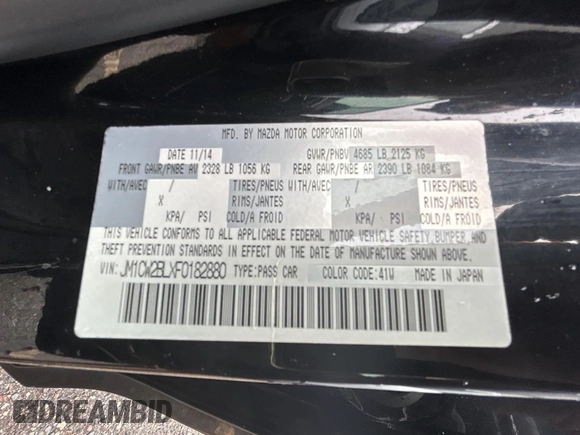 MFD. BY MAZDA MOTOR CORPORATION
DATE 11/14 GVWR/PNBV 4685 LB 2125 KG
FRONT GAWR/PNBE AV 2328 LB 1056 KG REAR GAWR/PNBE AR 2390 LB 1084 KG
WITH/AVEC / TIRES/PNEUS WITH/AVEC / TIRES/PNEUS
X RIMS/JANTES X RIMS/JANTES
KPA/ PSI COLD/A FROID KPA/ PSI COLD/A FROID
THIS VEHICLE CONFORMS TO ALL APPLICABLE FEDERAL MOTOR VEHICLE SAFETY, BUMPER, AND
THEFT PREVENTION STANDARDS IN EFFECT ON THE DATE OF MANUFACTURE SHOWN ABOVE.
VIN: JM1CW2BLXF0182880 TYPE:PASS CAR COLOR CODE:41W MADE IN JAPAN
DREAMBID